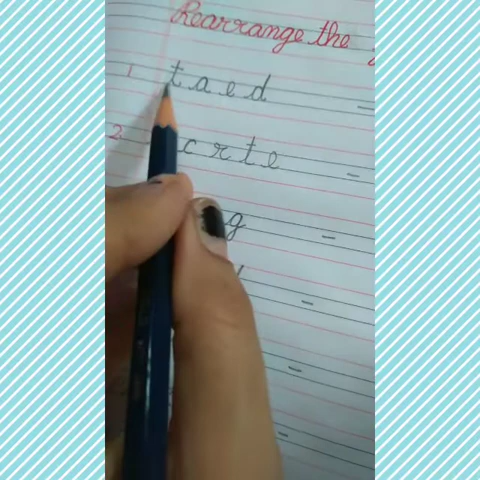 Rearrange the
1. t a e d -
2. c r t e -
g -
-
-
-